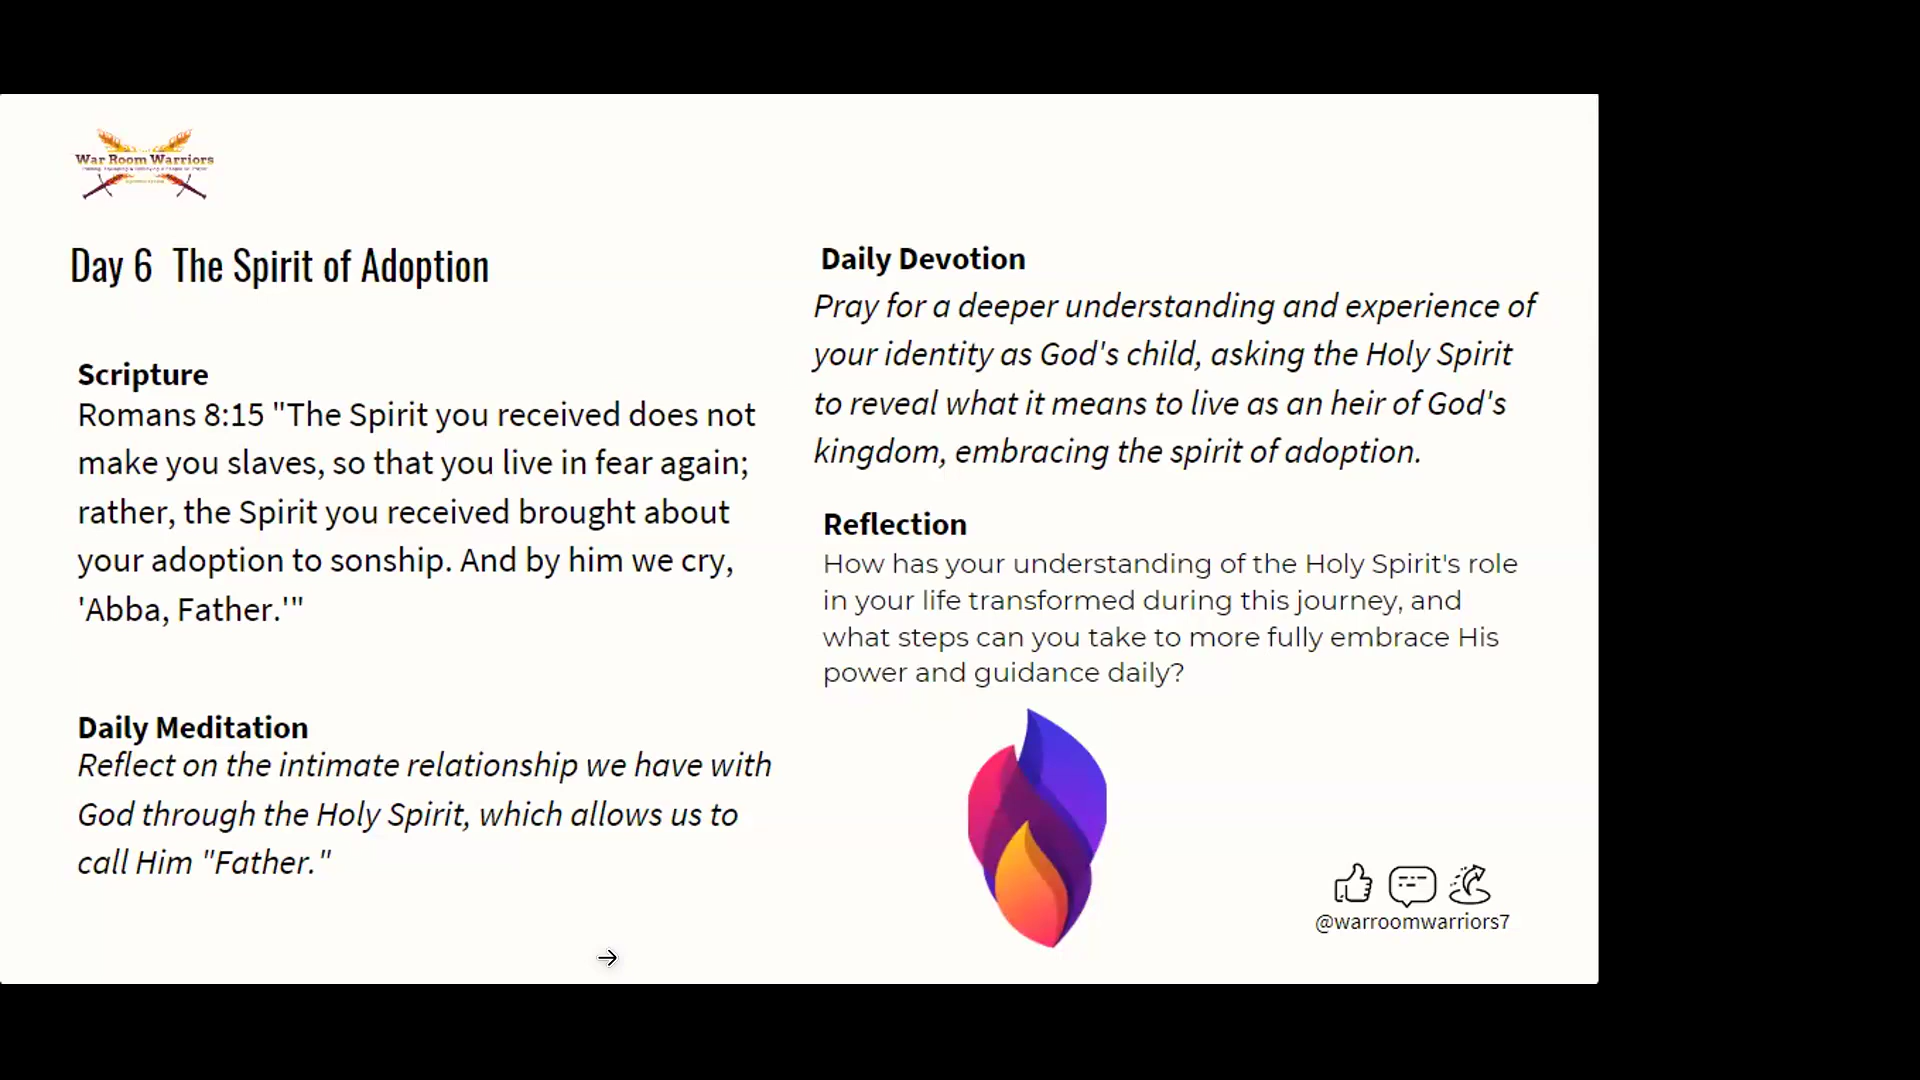 War Room Warriors
Day 6 The Spirit of Adoption
Scripture
Romans 8:15 "The Spirit you received does not
make you slaves, so that you live in fear again;
rather, the Spirit you received brought about
your adoption to sonship. And by him we cry,
'Abba, Father.'"
Daily Meditation
Reflect on the intimate relationship we have with
God through the Holy Spirit, which allows us to
call Him "Father."
Daily Devotion
Pray for a deeper understanding and experience of
your identity as God's child, asking the Holy Spirit
to reveal what it means to live as an heir of God's
kingdom, embracing the spirit of adoption.
Reflection
How has your understanding of the Holy Spirit's role
in your life transformed during this journey, and
what steps can you take to more fully embrace His
power and guidance daily?
@warroomwarriors7